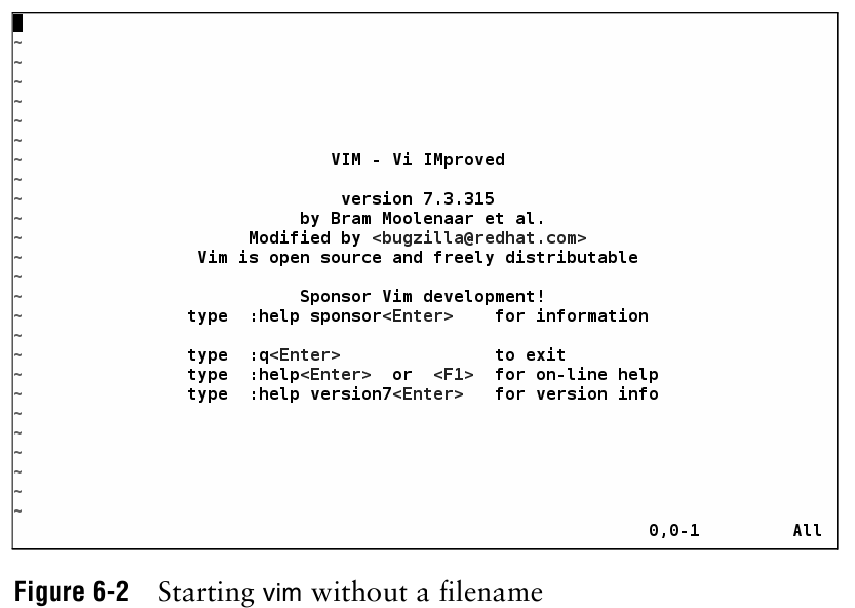 ~
~
~
~
~
~
~ VIM - Vi IMproved
~
~ version 7.3.315
~ by Bram Moolenaar et al.
~ Modified by <bugzilla@redhat.com>
~ Vim is open source and freely distributable
~
~ Sponsor Vim development!
~ type :help sponsor<Enter> for information
~
~ type :q<Enter> to exit
~ type :help<Enter> or <F1> for on-line help
~ type :help version7<Enter> for version info
~
~
~
~
~
~
0,0-1 All
Figure 6-2 Starting vim without a filename